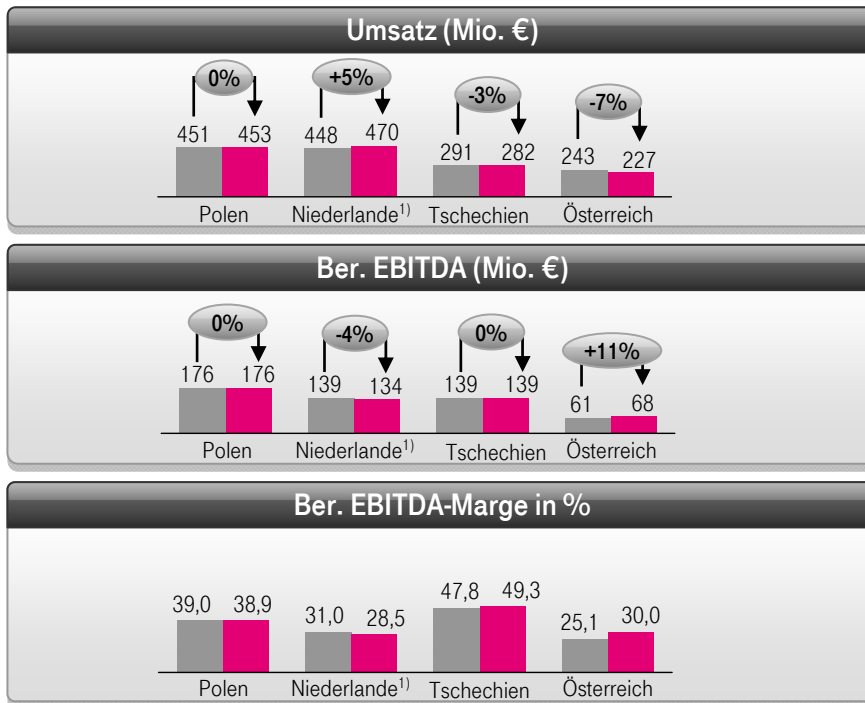 Umsatz (Mio. €)
0% +5% -3% -7%
451 453 448 470 291 282 243 227
Polen Niederlande¹⁾ Tschechien Österreich
Ber. EBITDA (Mio. €)
0% -4% 0% +11%
176 176 139 134 139 139 61 68
Polen Niederlande¹⁾ Tschechien Österreich
Ber. EBITDA-Marge in %
39,0 38,9 31,0 28,5 47,8 49,3 25,1 30,0
Polen Niederlande¹⁾ Tschechien Österreich